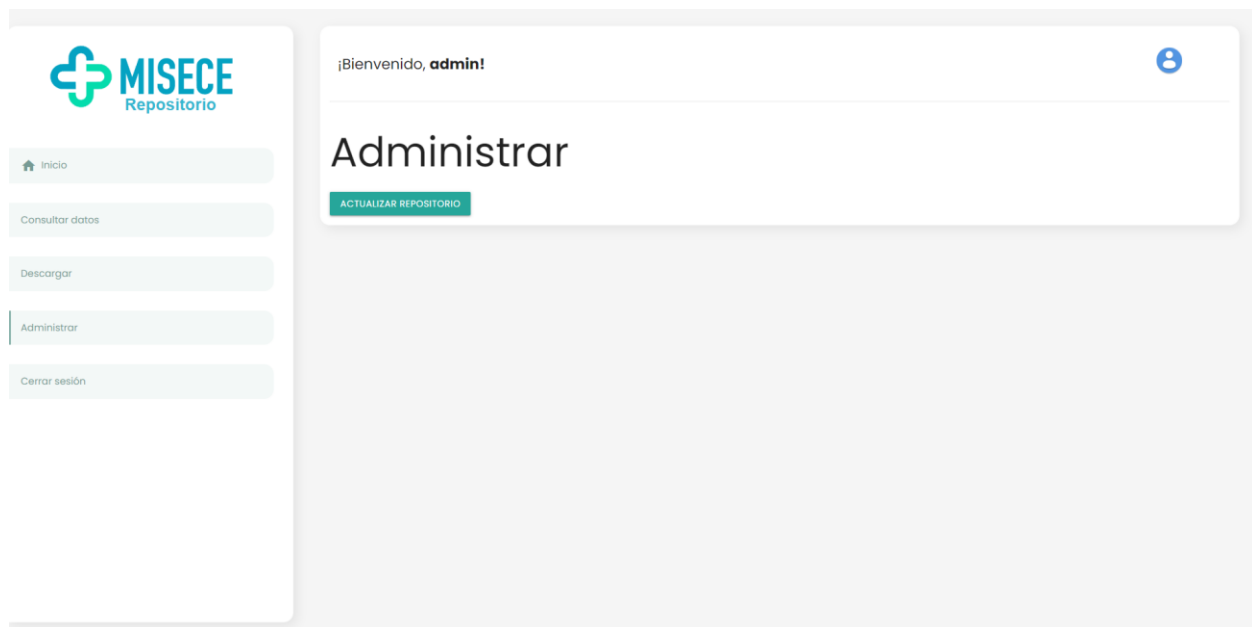 MISECE
Repositorio
Inicio
Consultar datos
Descargar
Administrar
Cerrar sesión
¡Bienvenido, admin!
Administrar
ACTUALIZAR REPOSITORIO